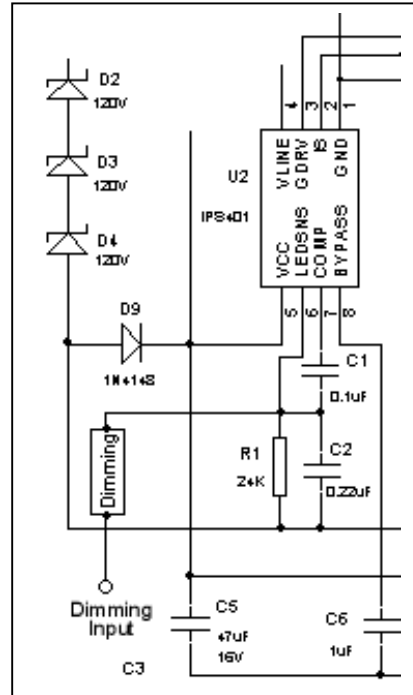 D2
120V
D3
120V
D4
120V
D9
1N4148
U2
IPS401
4
3
2
1
VLINE
GDRV
IS
GND
VCC
LEDSNS
COMP
BYPASS
5
6
7
8
C1
0.1uF
R1
24K
C2
0.22uF
Dimming
Dimming
Input
C5
47uF
16V
C6
1uF
C3